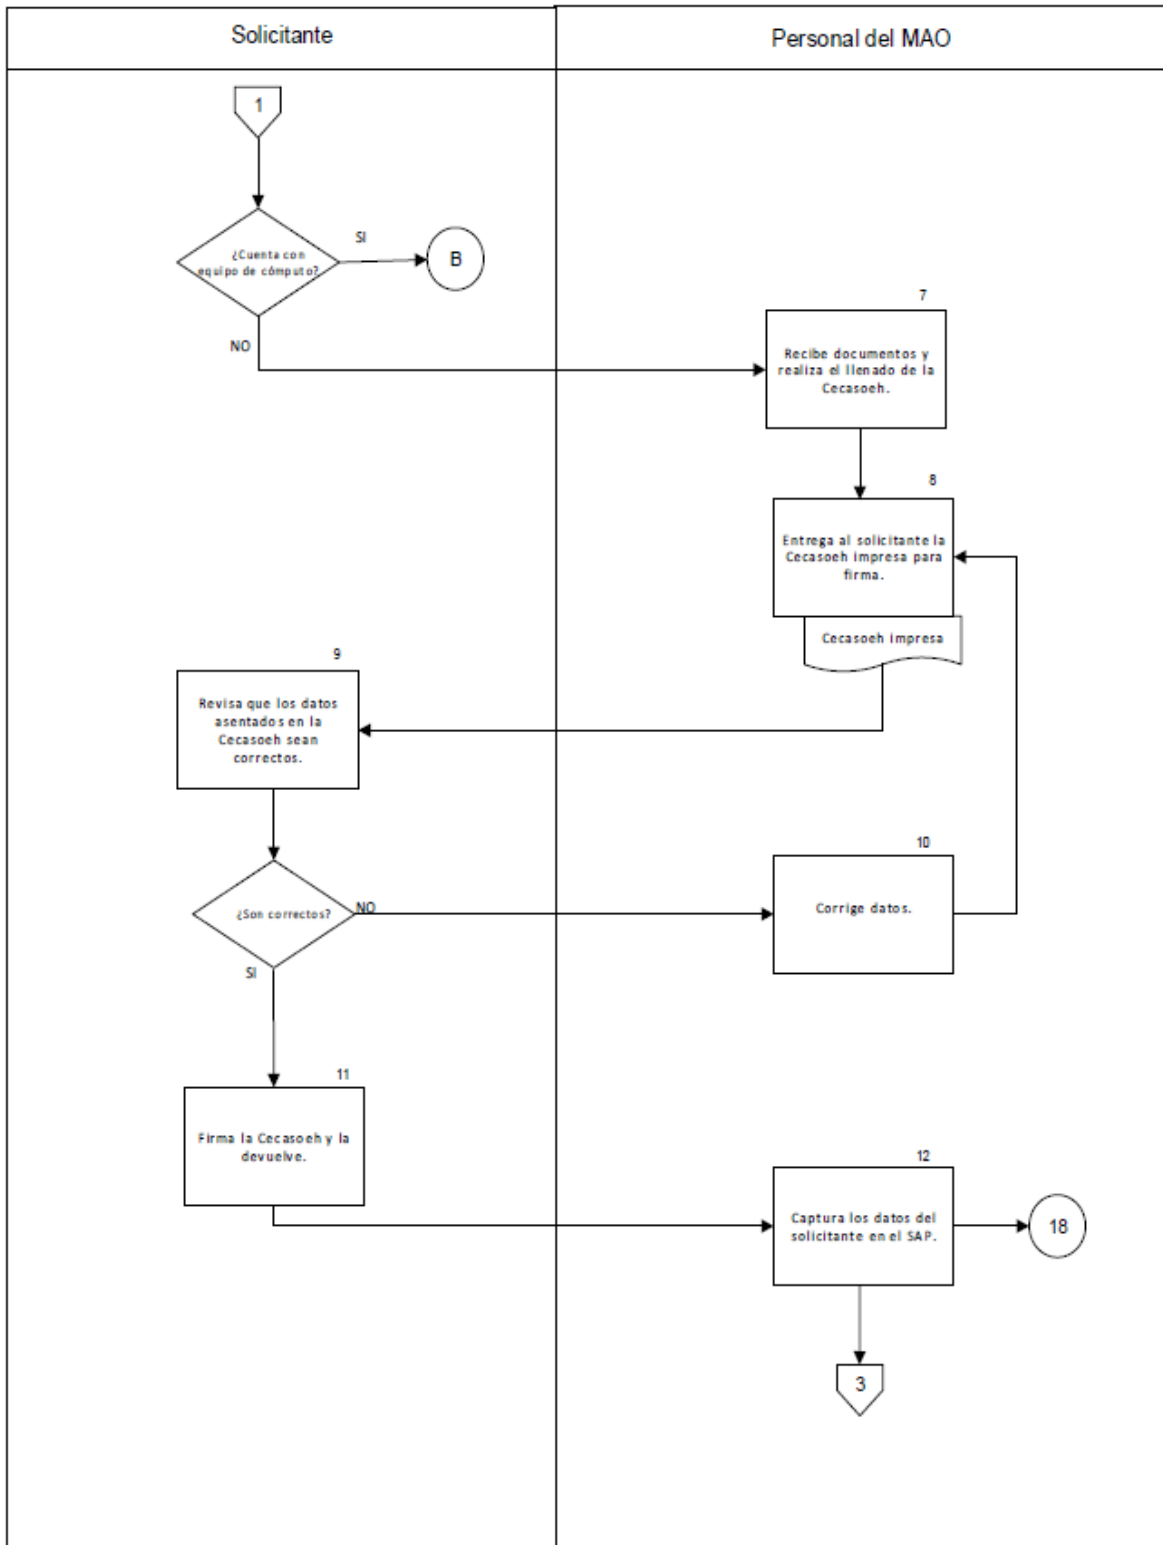 Solicitante
Personal del MAO
1
¿Cuenta con
equipo de cómputo?
SI
B
NO
7
Recibe documentos y
realiza el llenado de la
Cecasoeh.
8
Entrega al solicitante la
Cecasoeh impresa para
firma.
Cecasoeh impresa
9
Revisa que los datos
asentados en la
Cecasoeh sean
correctos.
¿Son correctos?
NO
10
Corrige datos.
SI
11
Firma la Cecasoeh y la
devuelve.
12
Captura los datos del
solicitante en el SAP.
18
3